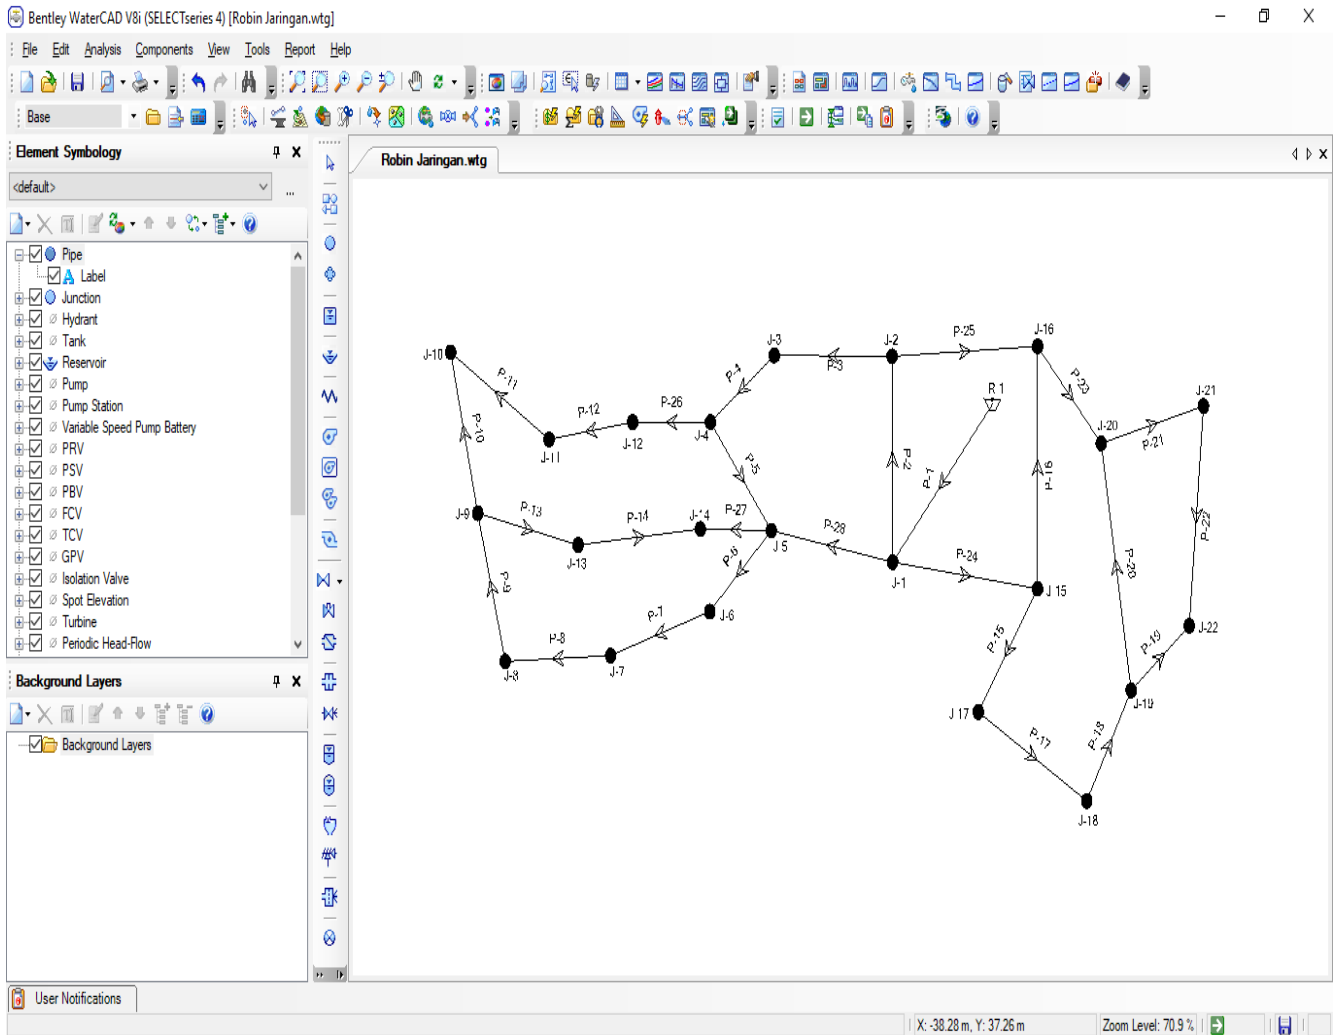 Bentley WaterCAD V8i (SELECTseries 4) [Robin Jaringan.wtg]
File Edit Analysis Components View Tools Report Help
Base
Element Symbology
<default>
Pipe
Label
Junction
Hydrant
Tank
Reservoir
Pump
Pump Station
Variable Speed Pump Battery
PRV
PSV
PBV
FCV
TCV
GPV
Isolation Valve
Spot Elevation
Turbine
Periodic Head-Flow
Background Layers
Background Layers
User Notifications
Robin Jaringan.wtg
J-3 J-2 P-25 J-16
J-10 P-11 P-4 P-3 P-23
R 1 J-21
P-12 P-26 J-20 P-21
J-11 J-12 J-4
P-10 P-5 P-2 P-1 P-16
J-9 P-13 P-14 J-14 P-27 P-28 P-22
J-13 J 5 P-6 P-24 P-20
P-9 J-1 J 15
P-7 J-6 P-15 P-19 J-22
P-8 J-8 J-7
J 17 P-17 P-18 J-19
J-18
X: -38.28 m, Y: 37.26 m Zoom Level: 70.9 %